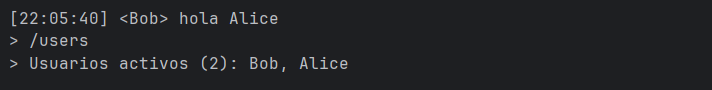 [22:05:40] <Bob> hola Alice
> /users
> Usuarios activos (2): Bob, Alice